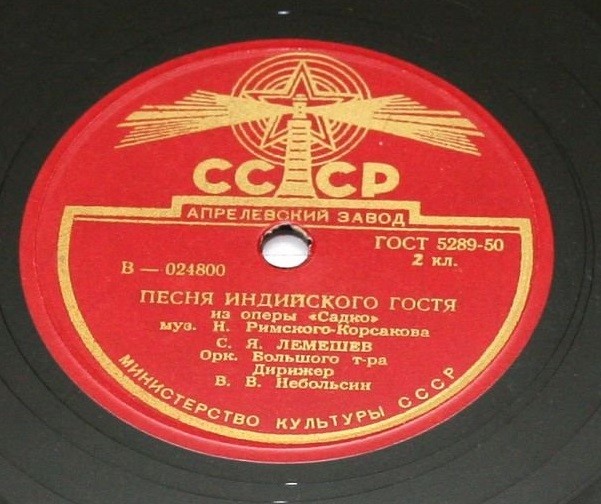 СССР
АПРЕЛЕВСКИЙ ЗАВОД
ГОСТ 5289-50
2 кл.
В — 024800
ПЕСНЯ ИНДИЙСКОГО ГОСТЯ
из оперы «Садко»
муз. Н. Римского-Корсакова
С. Я. ЛЕМЕШЕВ
Орк. Большого т-ра
Дирижер
В. В. Небольсин
МИНИСТЕРСТВО КУЛЬТУРЫ СССР